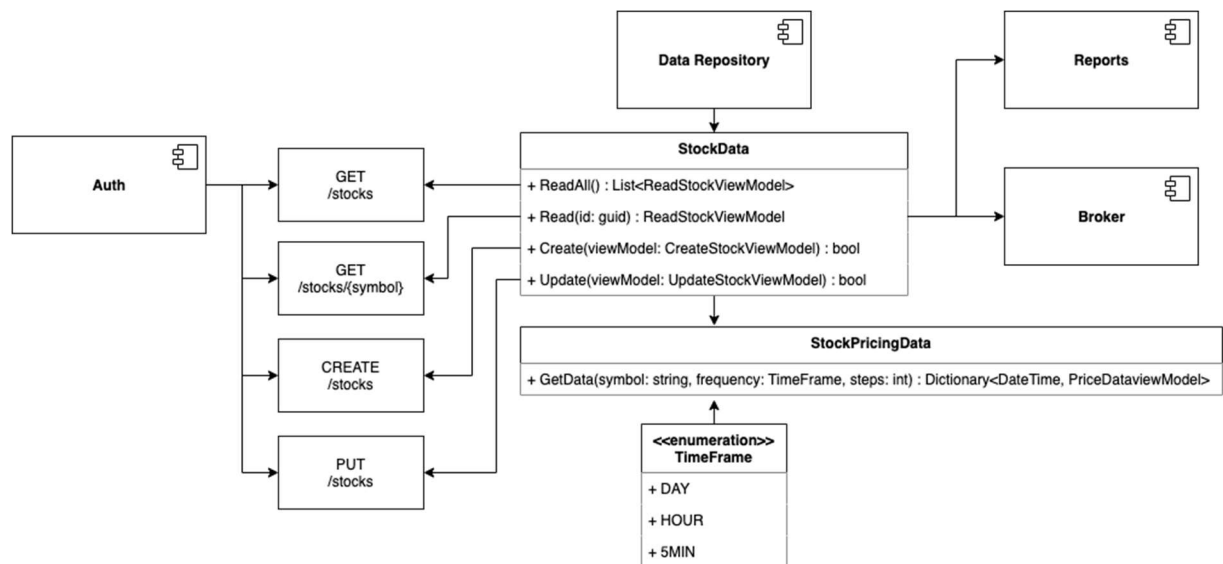 Data Repository
Reports
Auth
StockData
+ ReadAll() : List<ReadStockViewModel>
+ Read(id: guid) : ReadStockViewModel
+ Create(viewModel: CreateStockViewModel) : bool
+ Update(viewModel: UpdateStockViewModel) : bool
Broker
GET
/stocks
GET
/stocks/{symbol}
CREATE
/stocks
PUT
/stocks
StockPricingData
+ GetData(symbol: string, frequency: TimeFrame, steps: int) : Dictionary<DateTime, PriceDataviewModel>
<<enumeration>>
TimeFrame
+ DAY
+ HOUR
+ 5MIN